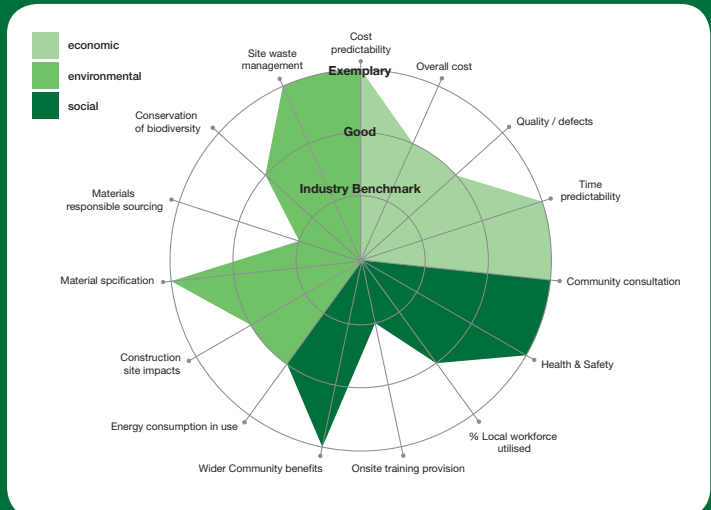 economic
environmental
social
Cost
predictability
Exemplary
Good
Industry Benchmark
Overall cost
Quality / defects
Time
predictability
Community consultation
Health & Safety
% Local workforce
utilised
Onsite training provision
Wider Community benefits
Energy consumption in use
Construction
site impacts
Material spcification
Materials
responsible sourcing
Conservation
of biodiversity
Site waste
management